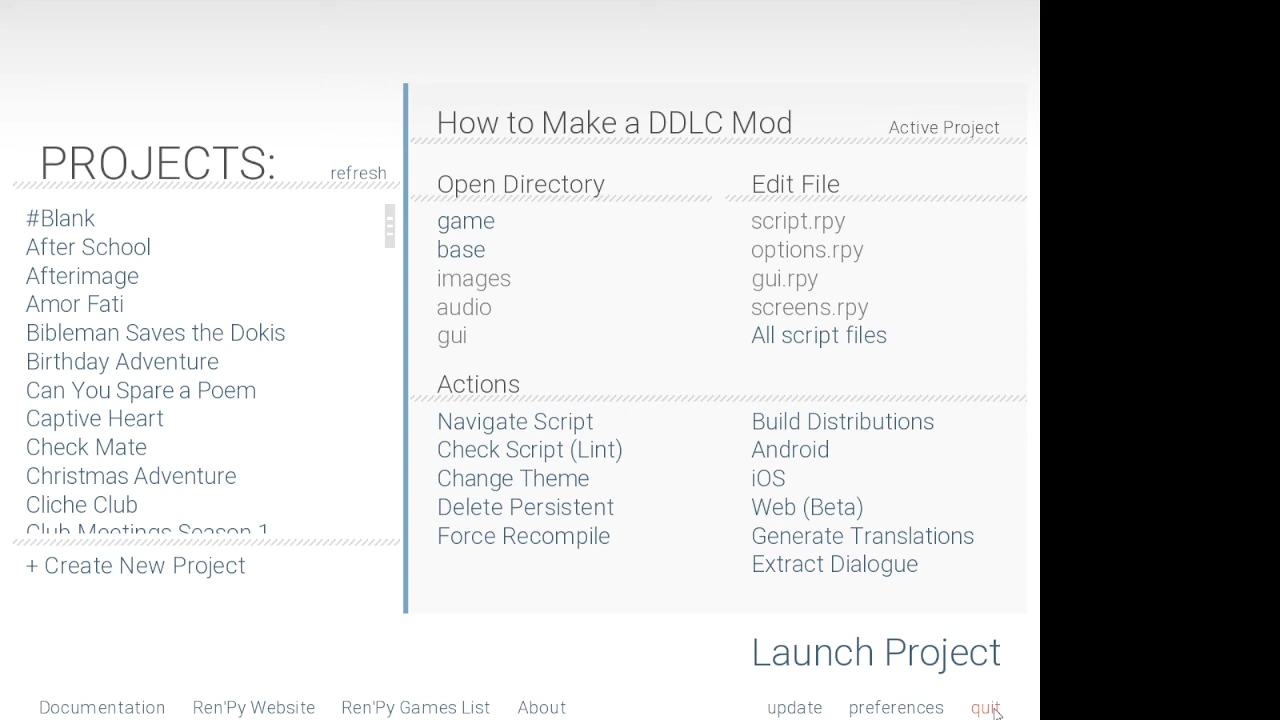 PROJECTS:
refresh
#Blank
After School
Afterimage
Amor Fati
Bibleman Saves the Dokis
Birthday Adventure
Can You Spare a Poem
Captive Heart
Check Mate
Christmas Adventure
Cliche Club
Club Meetings Season 1
+ Create New Project
How to Make a DDLC Mod
Active Project
Open Directory
game
base
images
audio
gui
Edit File
script.rpy
options.rpy
gui.rpy
screens.rpy
All script files
Actions
Navigate Script
Check Script (Lint)
Change Theme
Delete Persistent
Force Recompile
Build Distributions
Android
iOS
Web (Beta)
Generate Translations
Extract Dialogue
Launch Project
Documentation
Ren'Py Website
Ren'Py Games List
About
update
preferences
quit